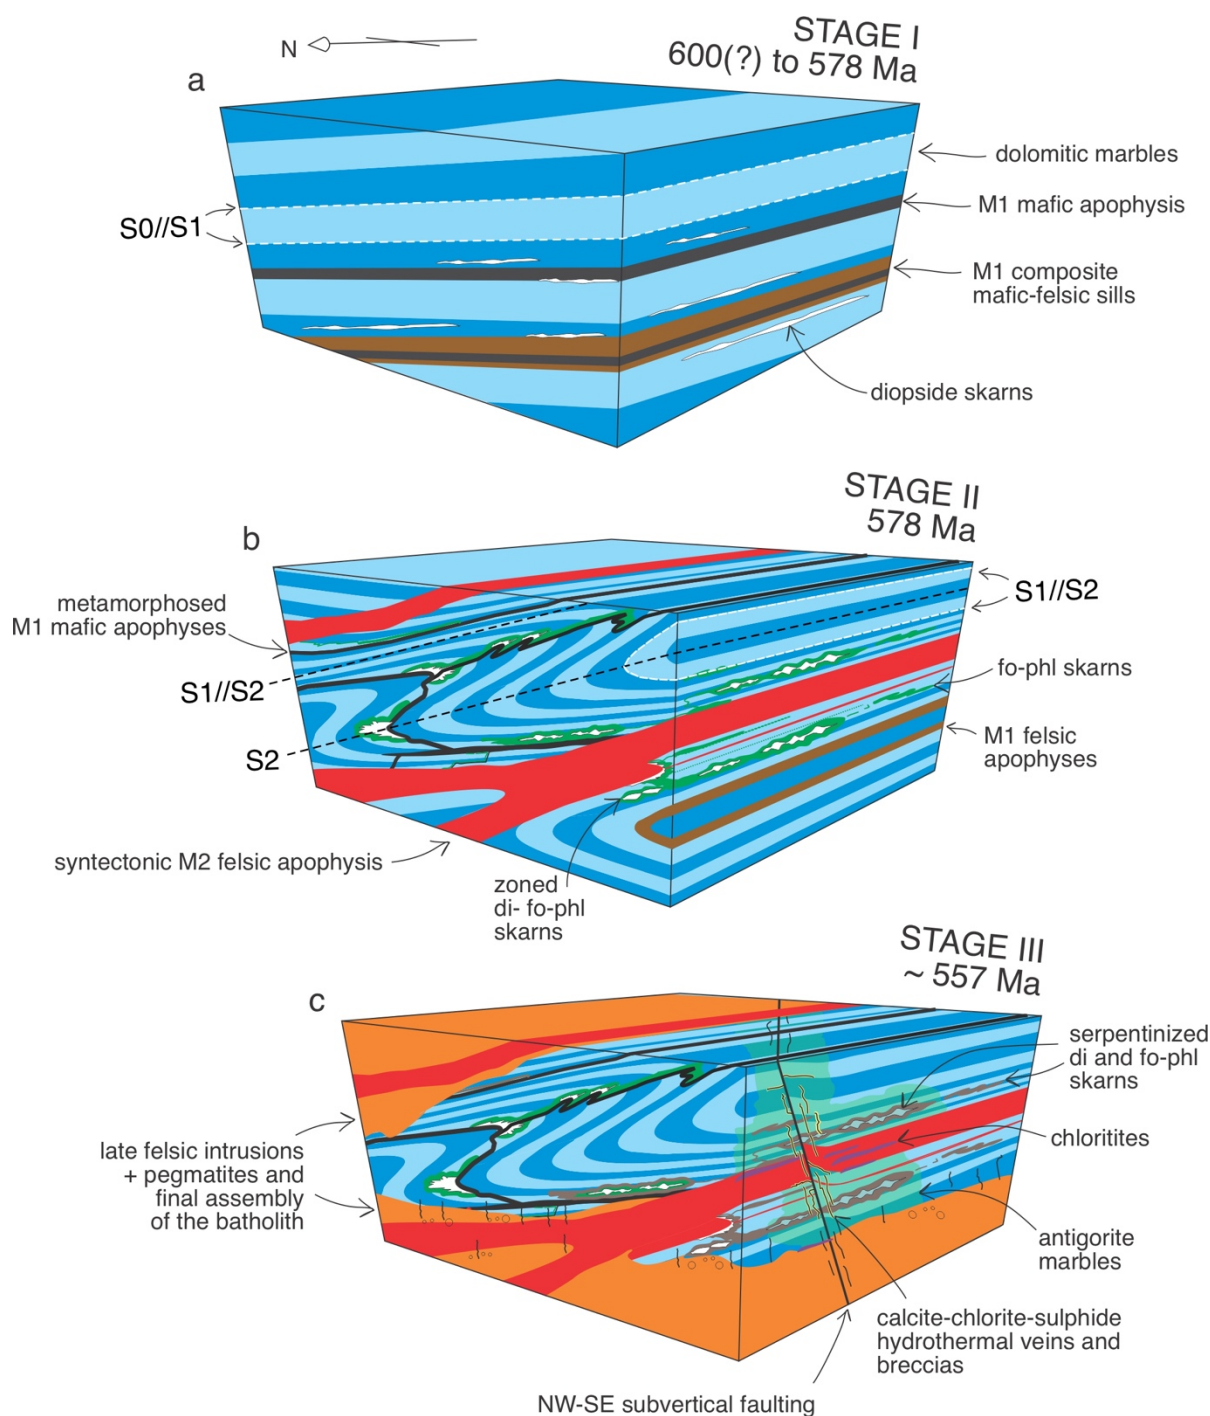 STAGE I
600(?) to 578 Ma
N
a
dolomitic marbles
M1 mafic apophysis
S0//S1
M1 composite
mafic-felsic sills
diopside skarns
STAGE II
578 Ma
b
metamorphosed
M1 mafic apophyses
S1//S2
S1//S2
fo-phl skarns
S2
M1 felsic
apophyses
syntectonic M2 felsic apophysis
zoned
di- fo-phl
skarns
STAGE III
~ 557 Ma
c
serpentinized
di and fo-phl
skarns
chloritites
late felsic intrusions
+ pegmatites and
final assembly
of the batholith
antigorite
marbles
calcite-chlorite-sulphide
hydrothermal veins and
breccias
NW-SE subvertical faulting